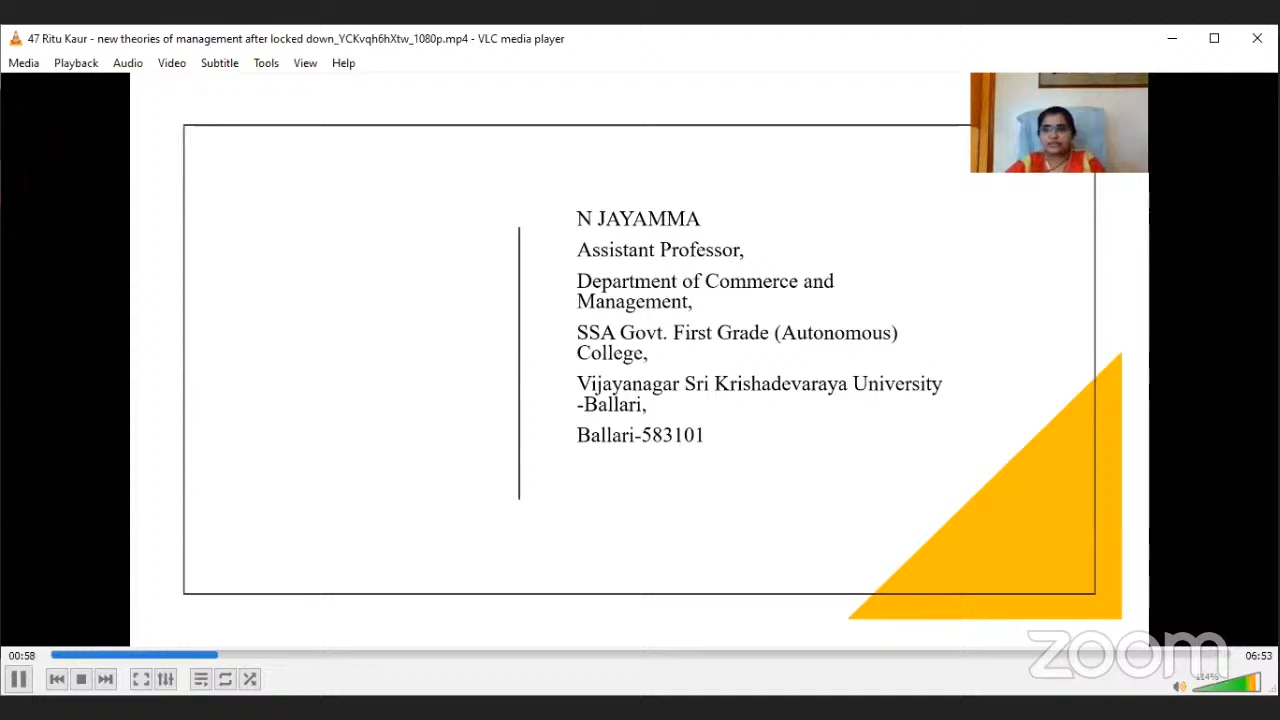 47 Ritu Kaur - new theories of management after locked down_YCKvqh6hXtw_1080p.mp4 - VLC media player
Media Playback Audio Video Subtitle Tools View Help
N JAYAMMA
Assistant Professor,
Department of Commerce and
Management,
SSA Govt. First Grade (Autonomous)
College,
Vijayanagar Sri Krishadevaraya University
-Ballari,
Ballari-583101
00:58
06:53
zoom
114%